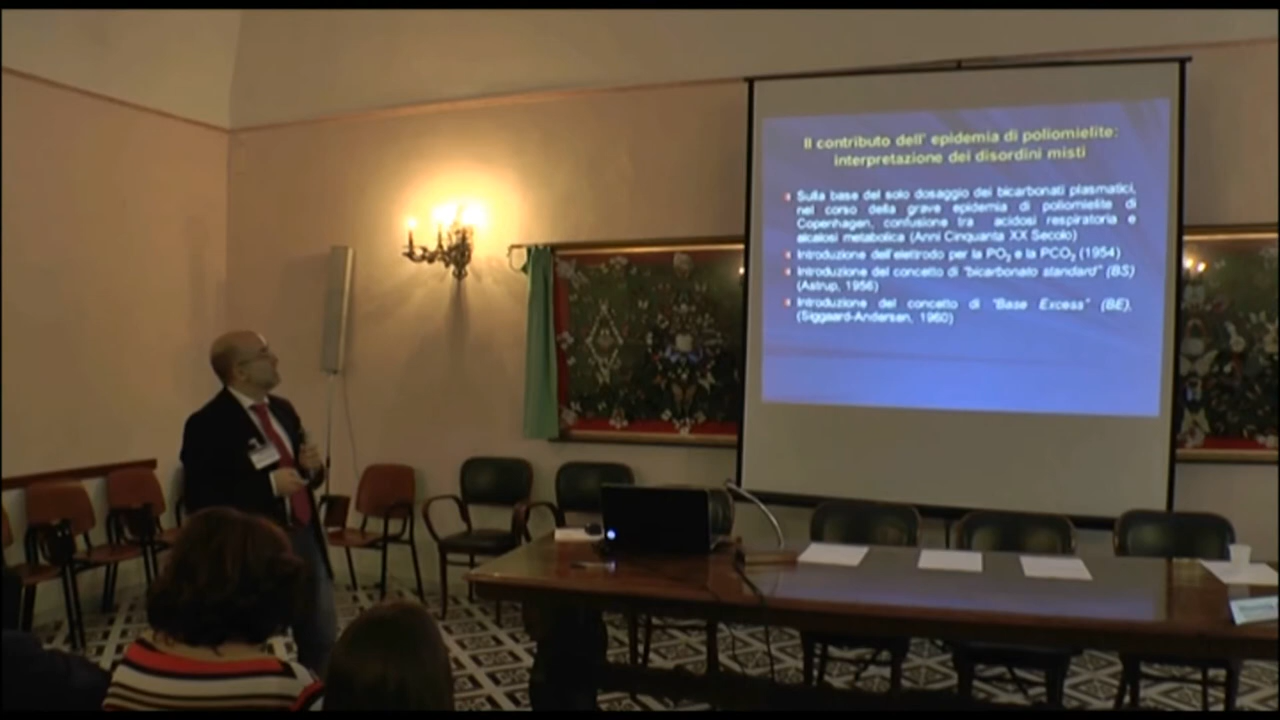 Il contributo dell' epidemia di poliomielite:
interpretazione dei disordini misti
Sulla base del solo dosaggio dei bicarbonati plasmatici,
nel corso della grave epidemia di poliomielite di
Copenhagen, confusione tra acidosi respiratoria e
alcalosi metabolica (Anni Cinquanta XX Secolo)
Introduzione dell'elettrodo per la PO2 e la PCO2 (1954)
Introduzione del concetto di "bicarbonato standard" (BS)
(Astrup, 1956)
Introduzione del concetto di "Base Excess" (BE),
(Siggaard-Andersen, 1960)